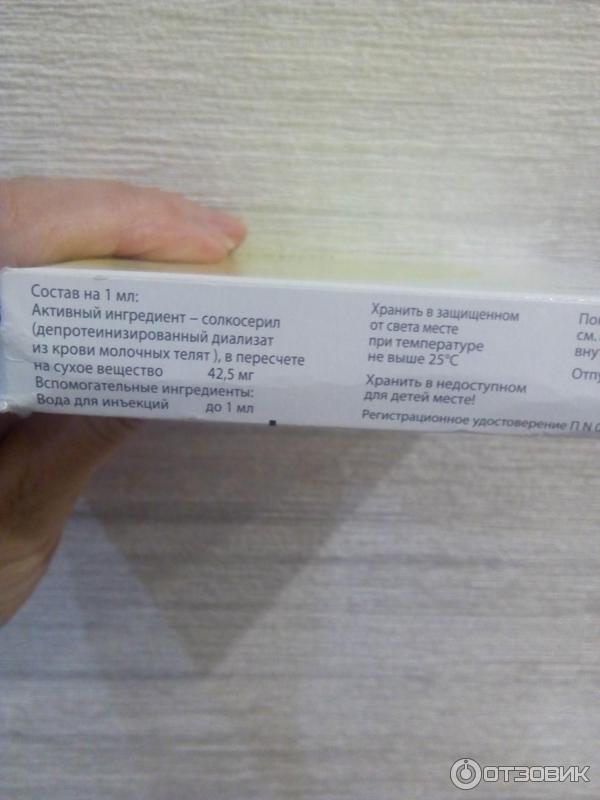 Состав на 1 мл:
Активный ингредиент – солкосерил
(депротеинизированный диализат
из крови молочных телят ), в пересчете
на сухое вещество 42,5 мг
Вспомогательные ингредиенты:
Вода для инъекций до 1 мл
Хранить в защищенном
от света месте
при температуре
не выше 25°C
Хранить в недоступном
для детей месте!
Регистрационное удостоверение П N
см.
ОТЗОВИК